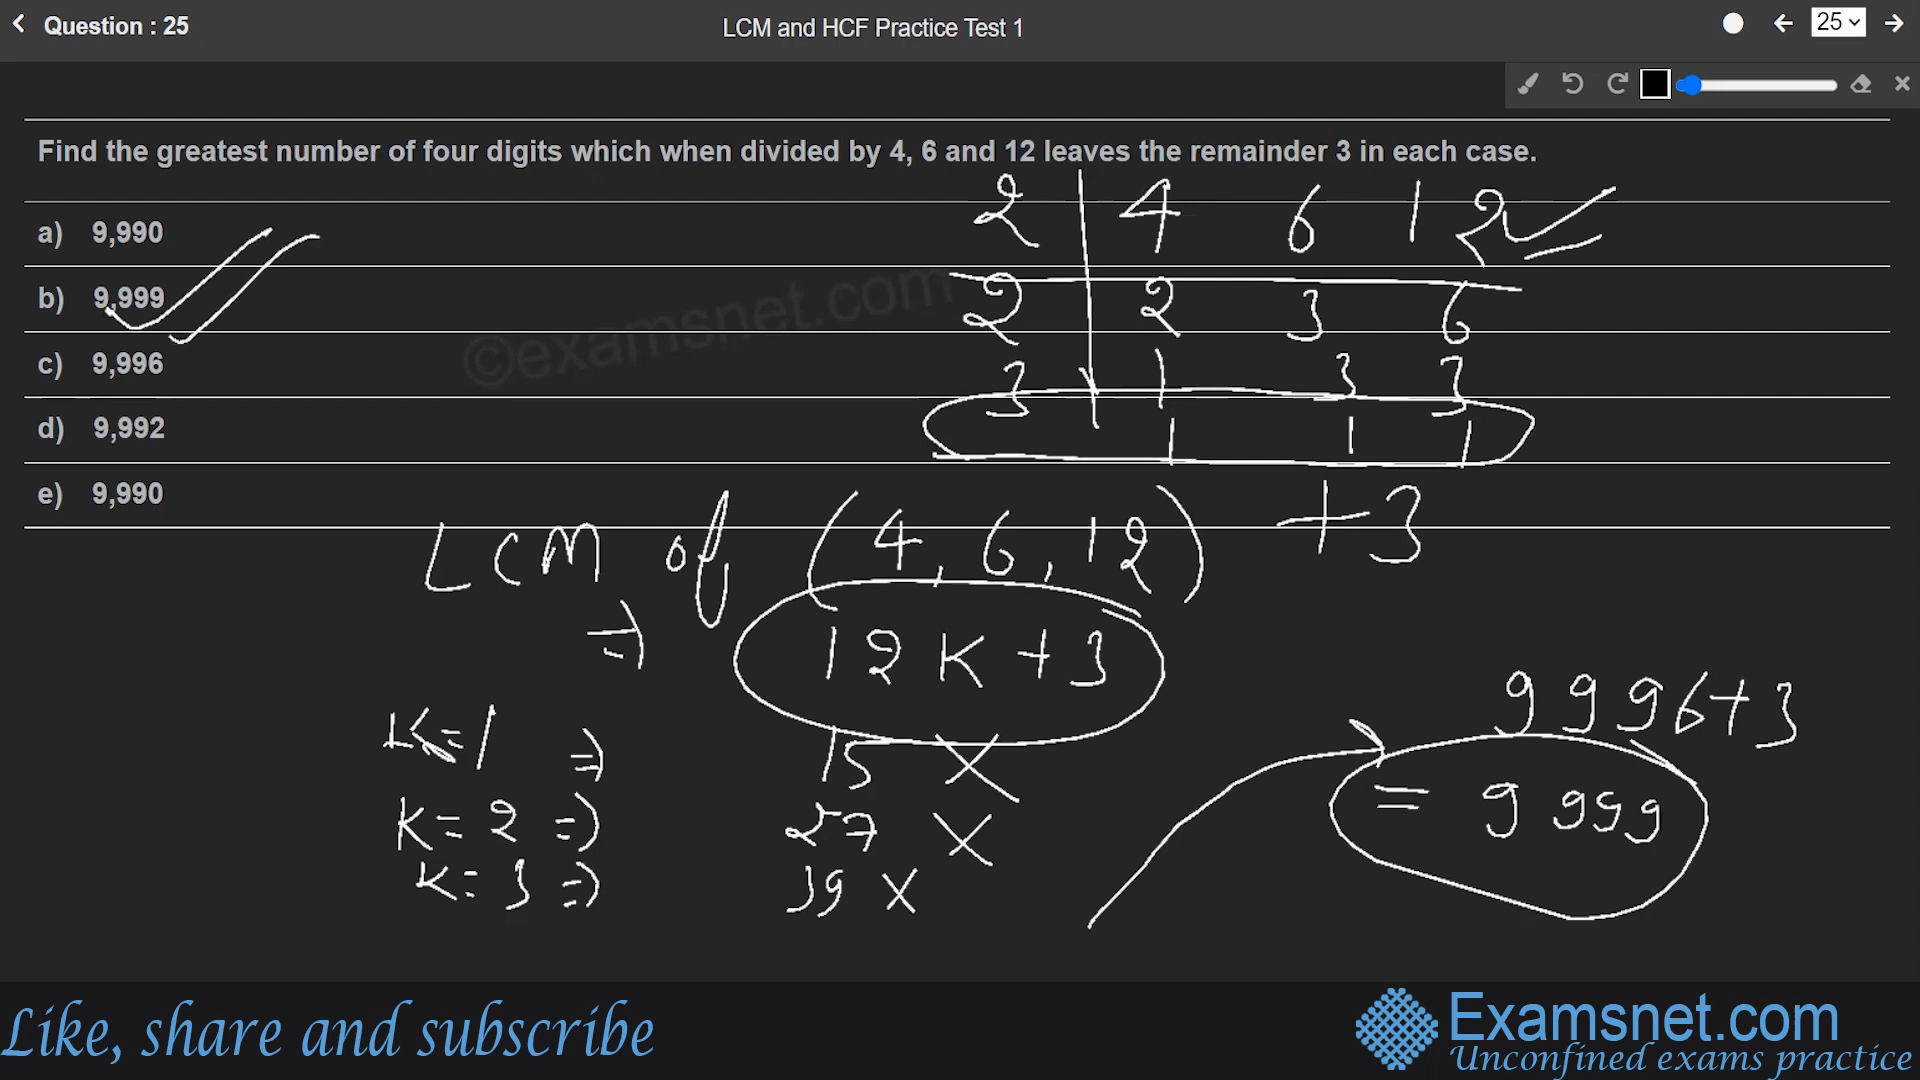 Question : 25
LCM and HCF Practice Test 1
25
Find the greatest number of four digits which when divided by 4, 6 and 12 leaves the remainder 3 in each case.
a) 9,990
b) 9,999
c) 9,996
d) 9,992
e) 9,990
©examsnet.com
2 4 6 12
2 2 3 6
3 1 3 3
1 1 1
LCM of (4, 6, 12) + 3
=) 12K+3
K=1 =) 15 X
K=2 =) 27 X
K=3 =) 39 X
9996+3
= 9999
Like, share and subscribe
Examsnet.com
Unconfined exams practice